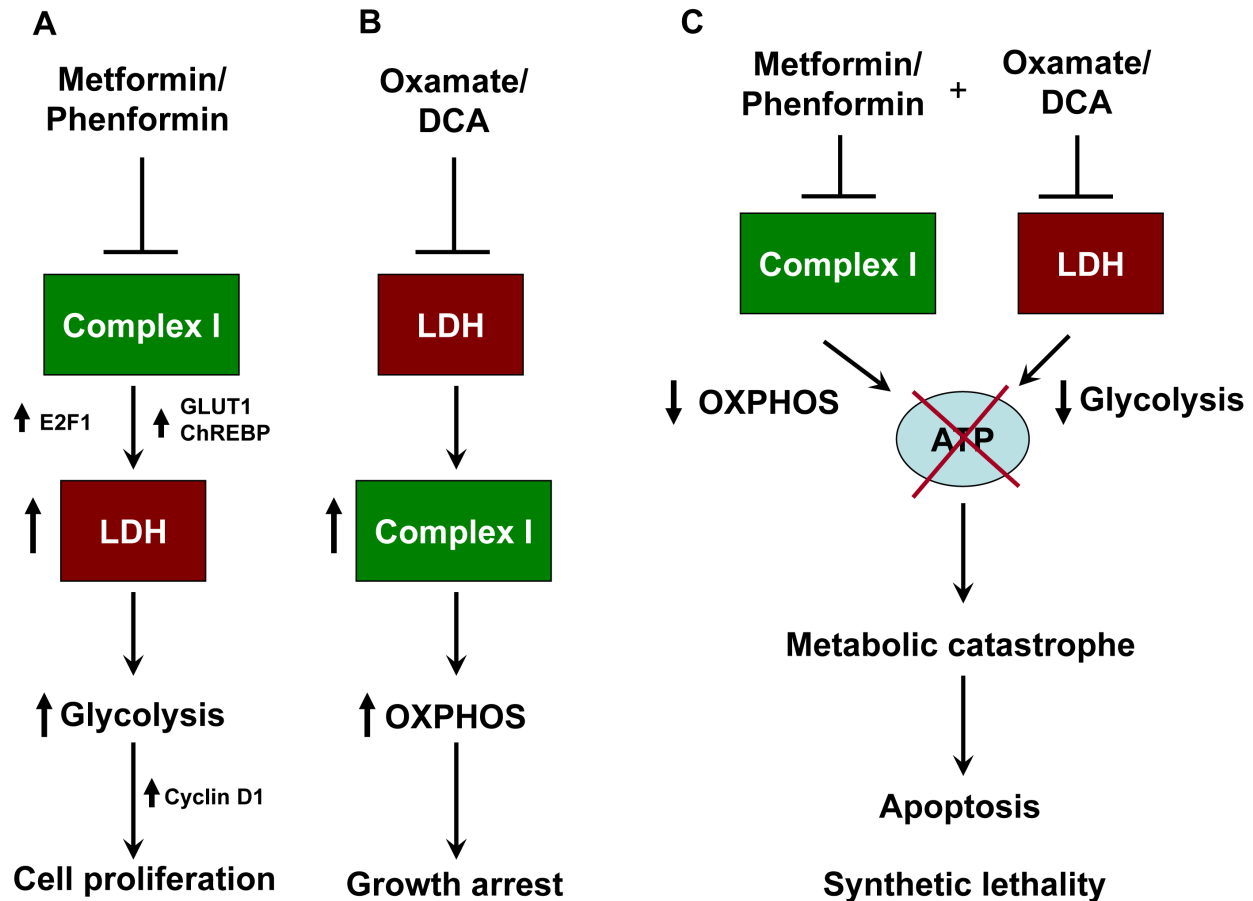 A
Metformin/
Phenformin
Complex I
E2F1
GLUT1
ChREBP
LDH
Glycolysis
Cyclin D1
Cell proliferation
B
Oxamate/
DCA
LDH
Complex I
OXPHOS
Growth arrest
C
Metformin/
Phenformin
+
Oxamate/
DCA
Complex I
LDH
OXPHOS
ATP
Glycolysis
Metabolic catastrophe
Apoptosis
Synthetic lethality